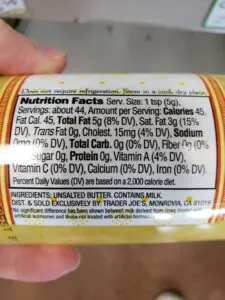 Does not require refrigeration. Store in a cool, dry place.
Nutrition Facts Serv. Size: 1 tsp (5g),
Servings: about 44, Amount per Serving: Calories 45,
Fat Cal. 45, Total Fat 5g (8% DV), Sat. Fat 3g (15%
DV), Trans Fat 0g, Cholest. 15mg (4% DV), Sodium
0mg (0% DV), Total Carb. 0g (0% DV), Fiber 0g (0%
Sugar 0g, Protein 0g, Vitamin A (4% DV),
Vitamin C (0% DV), Calcium (0% DV), Iron (0% DV).
Percent Daily Values (DV) are based on a 2,000 calorie diet.
INGREDIENTS: UNSALTED BUTTER. CONTAINS MILK.
DIST. & SOLD EXCLUSIVELY BY: TRADER JOE'S, MONROVIA, CA 91016
No significant difference has been shown between milk derived from cows treated with
artificial hormones and those not treated with artificial hormones.